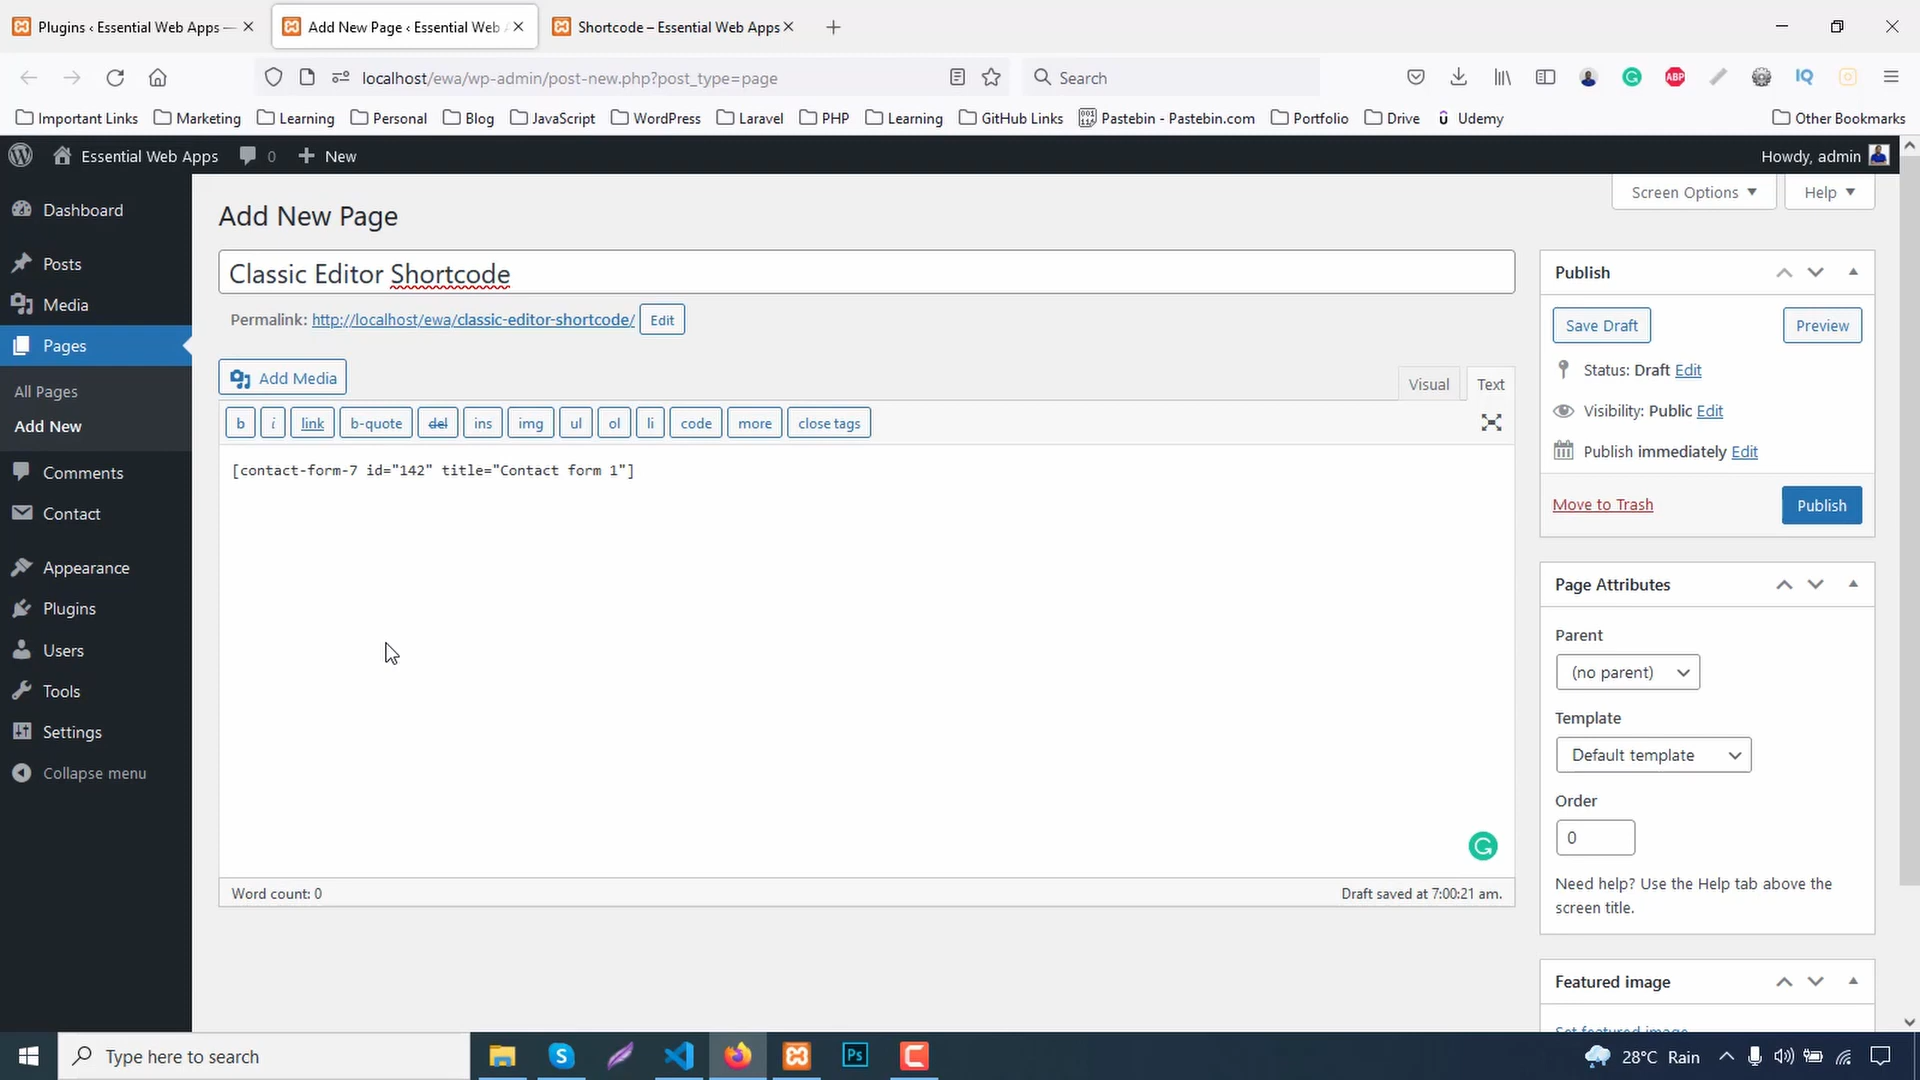 Plugins ‹ Essential Web Apps —
Add New Page ‹ Essential Web A
Shortcode – Essential Web Apps
localhost/ewa/wp-admin/post-new.php?post_type=page
Search
ABP
IQ
Important Links
Marketing
Learning
Personal
Blog
JavaScript
WordPress
Laravel
PHP
Learning
GitHub Links
Pastebin - Pastebin.com
Portfolio
Drive
Udemy
Other Bookmarks
Essential Web Apps
0
New
Howdy, admin
Dashboard
Posts
Media
Pages
All Pages
Add New
Comments
Contact
Appearance
Plugins
Users
Tools
Settings
Collapse menu
Screen Options
Help
Add New Page
Classic Editor Shortcode
Permalink: http://localhost/ewa/classic-editor-shortcode/ Edit
Add Media
Visual
Text
b
i
link
b-quote
del
ins
img
ul
ol
li
code
more
close tags
[contact-form-7 id="142" title="Contact form 1"]
Word count: 0
Draft saved at 7:00:21 am.
Publish
Save Draft
Preview
Status: Draft Edit
Visibility: Public Edit
Publish immediately Edit
Move to Trash
Publish
Page Attributes
Parent
(no parent)
Template
Default template
Order
0
Need help? Use the Help tab above the
screen title.
Featured image
Set featured image
Type here to search
Ps
28°C Rain